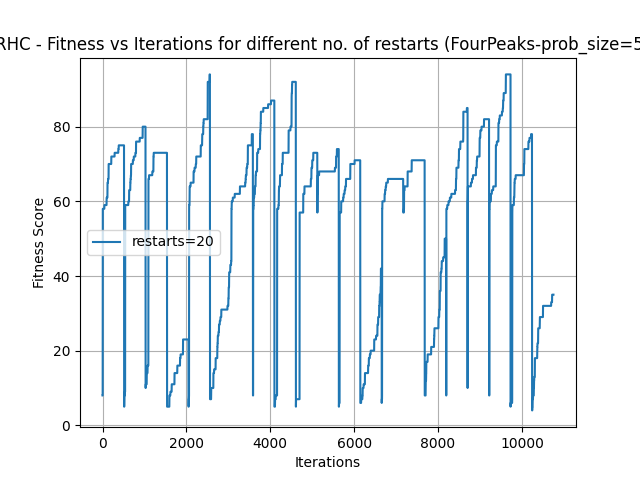 RHC - Fitness vs Iterations for different no. of restarts (FourPeaks-prob_size=5
Fitness Score
80
60
40
20
0
restarts=20
0 2000 4000 6000 8000 10000
Iterations